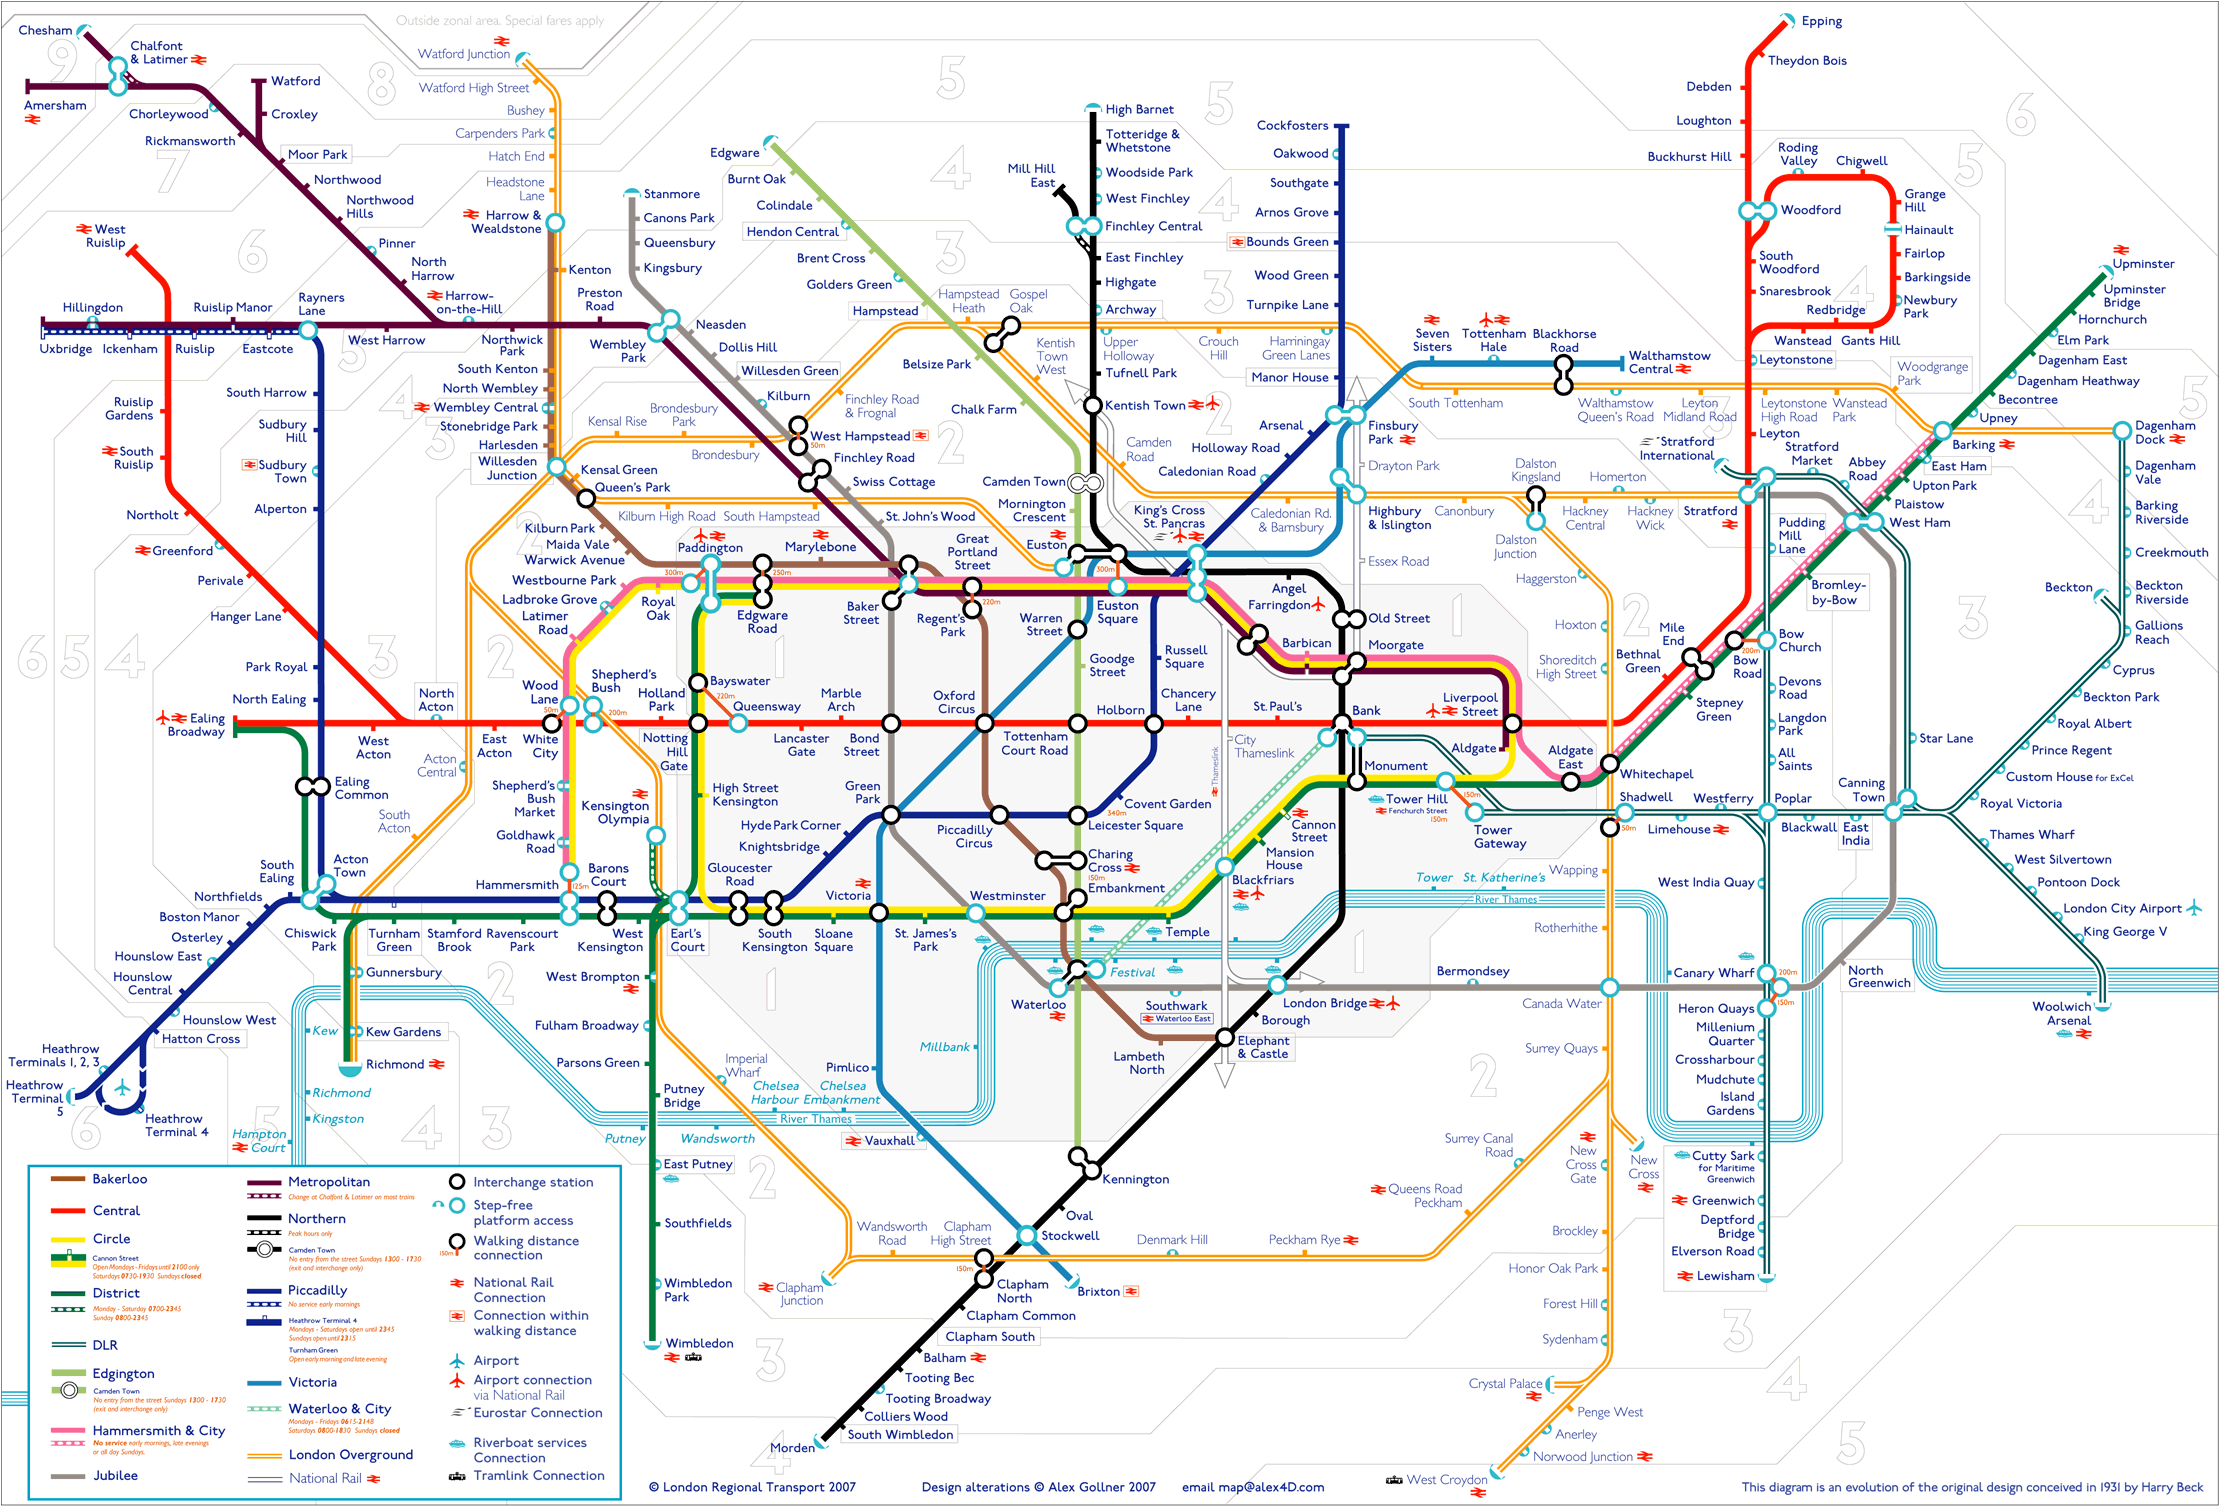 Outside zonal area. Special fares apply
Chesham
Chalfont
& Latimer
Amersham
Watford
Croxley
Chorleywood
Rickmansworth
Moor Park
Northwood
Northwood
Hills
Pinner
North
Harrow
Harrow-
on-the-Hill
West
Ruislip
Hillingdon
Ruislip Manor
Rayners
Lane
Uxbridge
Ickenham
Ruislip
Eastcote
West Harrow
Northwick
Park
Preston
Road
Wembley
Park
Watford Junction
Watford High Street
Bushey
Carpenders Park
Hatch End
Headstone
Lane
Harrow &
Wealdstone
Kenton
South Kenton
North Wembley
Wembley Central
Stonebridge Park
Harlesden
Willesden
Junction
Kensal Green
Queen's Park
Kilburn Park
Maida Vale
Warwick Avenue
Stanmore
Canons Park
Queensbury
Kingsbury
Neasden
Dollis Hill
Willesden Green
Kilburn
West Hampstead
50m
Finchley Road
Swiss Cottage
St. John's Wood
Finchley Road
& Frognal
Kensal Rise
Brondesbury
Park
Brondesbury
Kilburn High Road
South Hampstead
Edgware
Burnt Oak
Colindale
Hendon Central
Brent Cross
Golders Green
Hampstead
Belsize Park
Chalk Farm
Camden Town
Mornington
Crescent
Euston
Hampstead
Heath
Gospel
Oak
Kentish
Town
West
Camden
Road
Mill Hill
East
High Barnet
Totteridge &
Whetstone
Woodside Park
West Finchley
Finchley Central
East Finchley
Highgate
Archway
Upper
Holloway
Tufnell Park
Kentish Town
Crouch
Hill
Harringay
Green Lanes
Cockfosters
Oakwood
Southgate
Arnos Grove
Bounds Green
Wood Green
Turnpike Lane
Manor House
Arsenal
Holloway Road
Caledonian Road
Finsbury
Park
Drayton Park
Highbury
& Islington
Essex Road
Caledonian Rd.
& Barnsbury
King's Cross
St. Pancras
Seven
Sisters
Tottenham
Hale
Blackhorse
Road
Walthamstow
Central
South Tottenham
Walthamstow
Queen's Road
Leyton
Midland Road
Leytonstone
High Road
Wanstead
Park
Woodgrange
Park
Canonbury
Dalston
Kingsland
Dalston
Junction
Hackney
Central
Homerton
Hackney
Wick
Haggerston
Hoxton
Shoreditch
High Street
Epping
Theydon Bois
Debden
Loughton
Buckhurst Hill
Roding
Valley
Chigwell
Grange
Hill
Hainault
Fairlop
Barkingside
Newbury
Park
Woodford
South
Woodford
Snaresbrook
Redbridge
Wanstead
Gants Hill
Leytonstone
Leyton
Stratford
International
Stratford
Market
Stratford
Abbey
Road
Upminster
Upminster
Bridge
Hornchurch
Elm Park
Dagenham East
Dagenham Heathway
Becontree
Upney
Barking
East Ham
Upton Park
Plaistow
West Ham
Bromley-
by-Bow
Dagenham
Dock
Dagenham
Vale
Barking
Riverside
Creekmouth
Beckton
Riverside
Gallions
Reach
Beckton
Cyprus
Beckton Park
Royal Albert
Prince Regent
Custom House for ExCel
Royal Victoria
Pudding
Mill
Lane
Bow
Church
Devons
Road
Langdon
Park
All
Saints
Star Lane
Canning
Town
Mile
End
Bethnal
Green
Bow
Road
200m
Stepney
Green
Whitechapel
Ruislip
Gardens
South
Ruislip
Northolt
Greenford
Perivale
Hanger Lane
South Harrow
Sudbury
Hill
Sudbury
Town
Alperton
Park Royal
North Ealing
Ealing
Broadway
West
Acton
North
Acton
East
Acton
Acton
Central
South
Acton
Ealing
Common
South
Ealing
Acton
Town
Northfields
Boston Manor
Osterley
Hounslow East
Hounslow
Central
Hounslow West
Hatton Cross
Heathrow
Terminals 1, 2, 3
Heathrow
Terminal
5
Heathrow
Terminal 4
Paddington
300m
Marylebone
250m
Edgware
Road
Westbourne Park
Ladbroke Grove
Latimer
Road
Royal
Oak
Baker
Street
Great
Portland
Street
220m
Regent's
Park
Warren
Street
300m
Euston
Square
Goodge
Street
Russell
Square
Angel
Farringdon
Old Street
Barbican
Moorgate
Liverpool
Street
Wood
Lane
50m
White
City
Shepherd's
Bush
200m
Holland
Park
Notting
Hill
Gate
Bayswater
220m
Queensway
Lancaster
Gate
Marble
Arch
Bond
Street
Oxford
Circus
Tottenham
Court Road
Holborn
Chancery
Lane
St. Paul's
Bank
City
Thameslink
Thameslink
Aldgate
Aldgate
East
Monument
Tower Hill
Fenchurch Street
150m
150m
Tower
Gateway
Shadwell
50m
Limehouse
Westferry
Poplar
Blackwall
East
India
Shepherd's
Bush
Market
Goldhawk
Road
Hammersmith
125m
Kensington
Olympia
High Street
Kensington
Barons
Court
Gloucester
Road
Hyde Park Corner
Knightsbridge
Green
Park
Piccadilly
Circus
Leicester Square
Covent Garden
340m
Charing
Cross
150m
Embankment
Cannon
Street
Mansion
House
Blackfriars
Temple
Westminster
St. James's
Park
Victoria
Sloane
Square
South
Kensington
Earl's
Court
West
Kensington
Ravenscourt
Park
Stamford
Brook
Turnham
Green
Chiswick
Park
Gunnersbury
Kew Gardens
Richmond
Kew
Richmond
Kingston
Hampton
Court
West Brompton
Fulham Broadway
Parsons Green
Putney
Bridge
Putney
East Putney
Southfields
Wimbledon
Park
Wimbledon
Imperial
Wharf
Chelsea
Harbour
Chelsea
Embankment
River Thames
Wandsworth
Millbank
Pimlico
Vauxhall
Festival
Waterloo
Southwark
Waterloo East
Lambeth
North
Elephant
& Castle
Borough
London Bridge
Bermondsey
Tower
St. Katherine's
River Thames
Wapping
Rotherhithe
Canada Water
Surrey Quays
West India Quay
Canary Wharf
200m
Heron Quays
150m
Millenium
Quarter
Crossharbour
Mudchute
Island
Gardens
Cutty Sark
for Maritime
Greenwich
Greenwich
Deptford
Bridge
Elverson Road
Lewisham
North
Greenwich
Thames Wharf
West Silvertown
Pontoon Dock
London City Airport
King George V
Woolwich
Arsenal
Kennington
Oval
Stockwell
Brixton
Clapham
Junction
Wandsworth
Road
Clapham
High Street
150m
Clapham
North
Clapham Common
Clapham South
Balham
Tooting Bec
Tooting Broadway
Colliers Wood
South Wimbledon
Morden
Denmark Hill
Peckham Rye
Queens Road
Peckham
Surrey Canal
Road
New
Cross
Gate
New
Cross
Brockley
Honor Oak Park
Forest Hill
Sydenham
Crystal Palace
Penge West
Anerley
Norwood Junction
West Croydon
Bakerloo
Central
Circle
Cannon Street
Open Mondays - Fridays until 2100 only
Saturdays 0730-1930 Sundays closed
District
Monday - Saturday 0700-2345
Sunday 0800-2345
DLR
Edgington
Camden Town
No entry from the street Sundays 1300 - 1730
(exit and interchange only)
Hammersmith & City
No service early mornings, late evenings
or all day Sundays.
Jubilee
Metropolitan
Change at Chalfont & Latimer on most trains
Northern
Peak hours only
Camden Town
No entry from the street Sundays 1300 - 1730
(exit and interchange only)
Piccadilly
No service early mornings
Heathrow Terminal 4
Mondays - Saturdays open until 2345
Sundays open until 2315
Turnham Green
Open early morning and late evening
Victoria
Waterloo & City
Mondays - Fridays 0615-2148
Saturdays 0800-1830 Sundays closed
London Overground
National Rail
Interchange station
Step-free
platform access
Walking distance
connection
150m
National Rail
Connection
Connection within
walking distance
Airport
Airport connection
via National Rail
Eurostar Connection
Riverboat services
Connection
Tramlink Connection
© London Regional Transport 2007
Design alterations © Alex Gollner 2007
email map@alex4D.com
This diagram is an evolution of the original design conceived in 1931 by Harry Beck